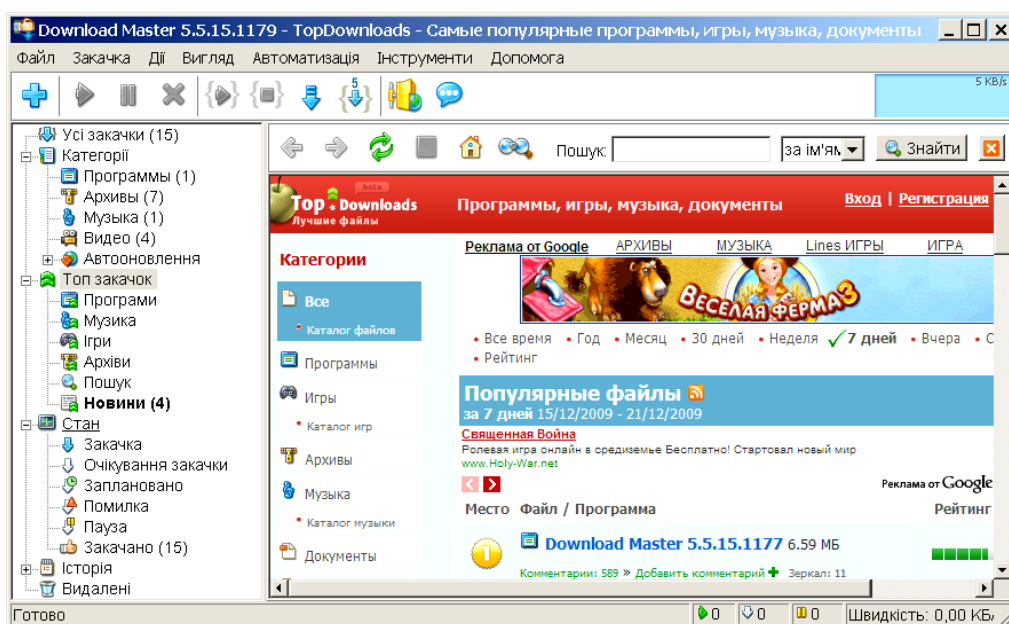 Download Master 5.5.15.1179 - TopDownloads - Самые популярные программы, игры, музыка, документы
Файл Закачка Дії Вигляд Автоматизація Інструменти Допомога
5
5 KB/s
Усі закачки (15)
Категорії
Программы (1)
Архивы (7)
Музыка (1)
Видео (4)
Автооновлення
Топ закачок
Програми
Музика
Ігри
Архіви
Пошук
Новини (4)
Стан
Закачка
Очікування закачки
Заплановано
Помилка
Пауза
Закачано (15)
Історія
Видалені
Пошук: за ім'ям Знайти
beta
Top Downloads
Лучшие файлы
Программы, игры, музыка, документы
Вход | Регистрация
Категории
Все
Каталог файлов
Программы
Игры
Каталог игр
Архивы
Музыка
Каталог музыки
Документы
Реклама от Google АРХИВЫ МУЗЫКА Lines ИГРЫ ИГРА
ВЕСЕЛАЯ ФЕРМА 3
• Все время • Год • Месяц • 30 дней • Неделя 7 дней • Вчера • С
• Рейтинг
Популярные файлы
за 7 дней 15/12/2009 - 21/12/2009
Священная Война
Ролевая игра онлайн в средиземье Бесплатно! Стартовал новый мир
www.Holy-War.net
Реклама от Google
Место Файл / Программа Рейтинг
1 Download Master 5.5.15.1177 6.59 МБ
Комментарии: 589 » Добавить комментарий Зеркал: 11
Готово 0 0 0 Швидкість: 0,00 КБ/